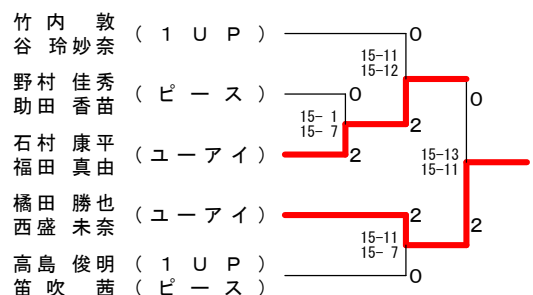 竹内 敦
谷 玲妙奈
(1UP)
0
15-11
15-12
野村 佳秀
助田 香苗
(ピース)
0
0
15- 1
15- 7
2
石村 康平
福田 真由
(ユーアイ)
2
15-13
15-11
橘田 勝也
西盛 未奈
(ユーアイ)
2
2
15-11
15- 7
高島 俊明
笛吹 茜
(1UP)
(ピース)
0